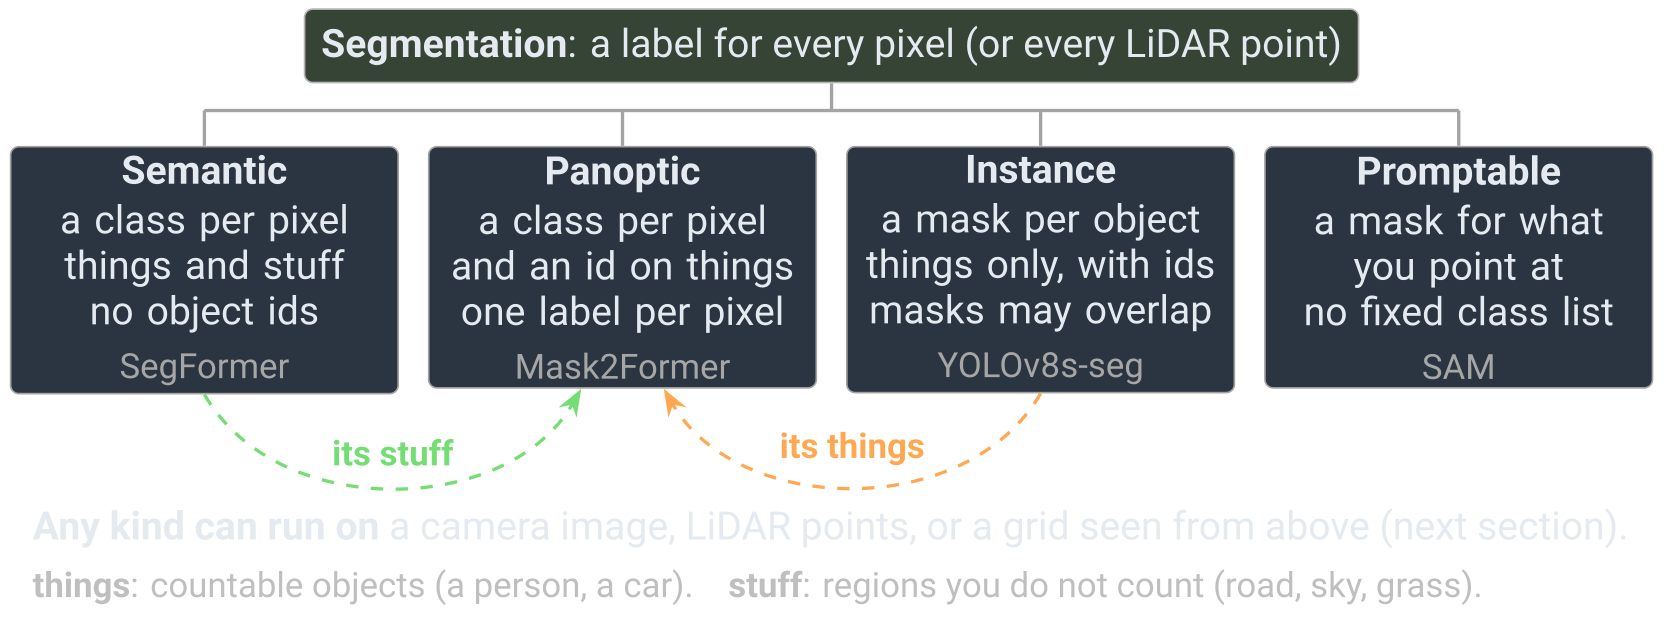 Segmentation: a label for every pixel (or every LiDAR point)
Semantic
a class per pixel
things and stuff
no object ids
SegFormer
Panoptic
a class per pixel
and an id on things
one label per pixel
Mask2Former
Instance
a mask per object
things only, with ids
masks may overlap
YOLOv8s-seg
Promptable
a mask for what
you point at
no fixed class list
SAM
its stuff
its things
Any kind can run on a camera image, LiDAR points, or a grid seen from above (next section).
things: countable objects (a person, a car). stuff: regions you do not count (road, sky, grass).